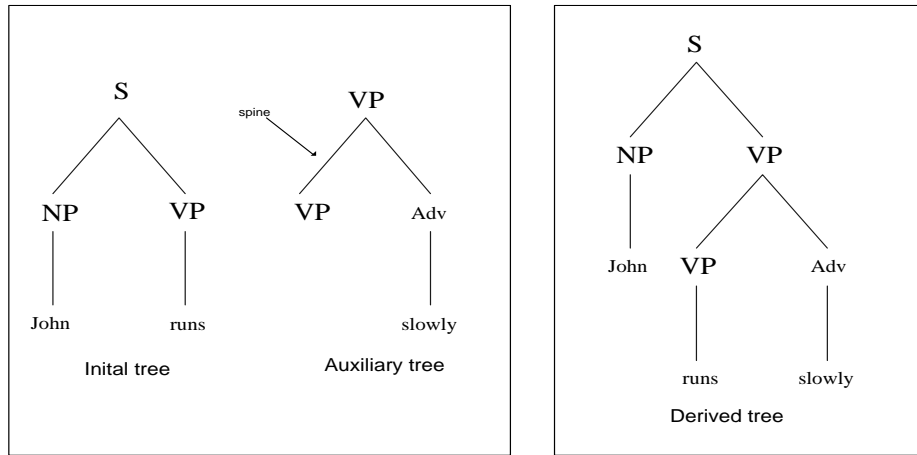 S
spine
VP
NP
VP
VP
Adv
John
runs
slowly
Inital tree
Auxiliary tree
S
NP
VP
John
VP
Adv
runs
slowly
Derived tree